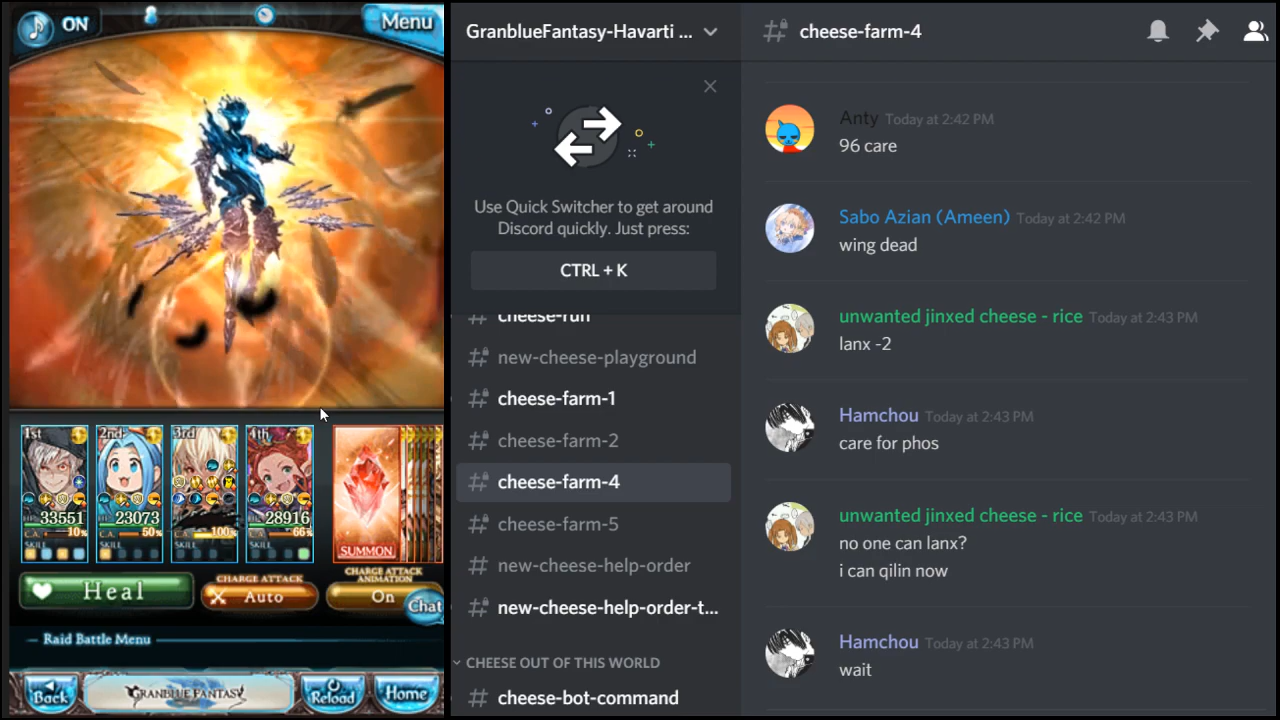 ON
Menu
1st
2nd
3rd
4th
33551
23073
28916
C.A. 10%
C.A. 50%
C.A. 100%
C.A. 66%
SKILL
SKILL
SKILL
SKILL
SUMMON
Heal
CHARGE ATTACK
Auto
CHARGE ATTACK
ANIMATION
On
Chat
Raid Battle Menu
Back
GRANBLUE FANTASY
Reload
Home
GranblueFantasy-Havarti ...
Use Quick Switcher to get around
Discord quickly. Just press:
CTRL + K
cheese-run
new-cheese-playground
cheese-farm-1
cheese-farm-2
cheese-farm-4
cheese-farm-5
new-cheese-help-order
new-cheese-help-order-t...
CHEESE OUT OF THIS WORLD
cheese-bot-command
cheese-farm-4
Anty Today at 2:42 PM
96 care
Sabo Azian (Ameen) Today at 2:42 PM
wing dead
unwanted jinxed cheese - rice Today at 2:43 PM
lanx -2
Hamchou Today at 2:43 PM
care for phos
unwanted jinxed cheese - rice Today at 2:43 PM
no one can lanx?
i can qilin now
Hamchou Today at 2:43 PM
wait